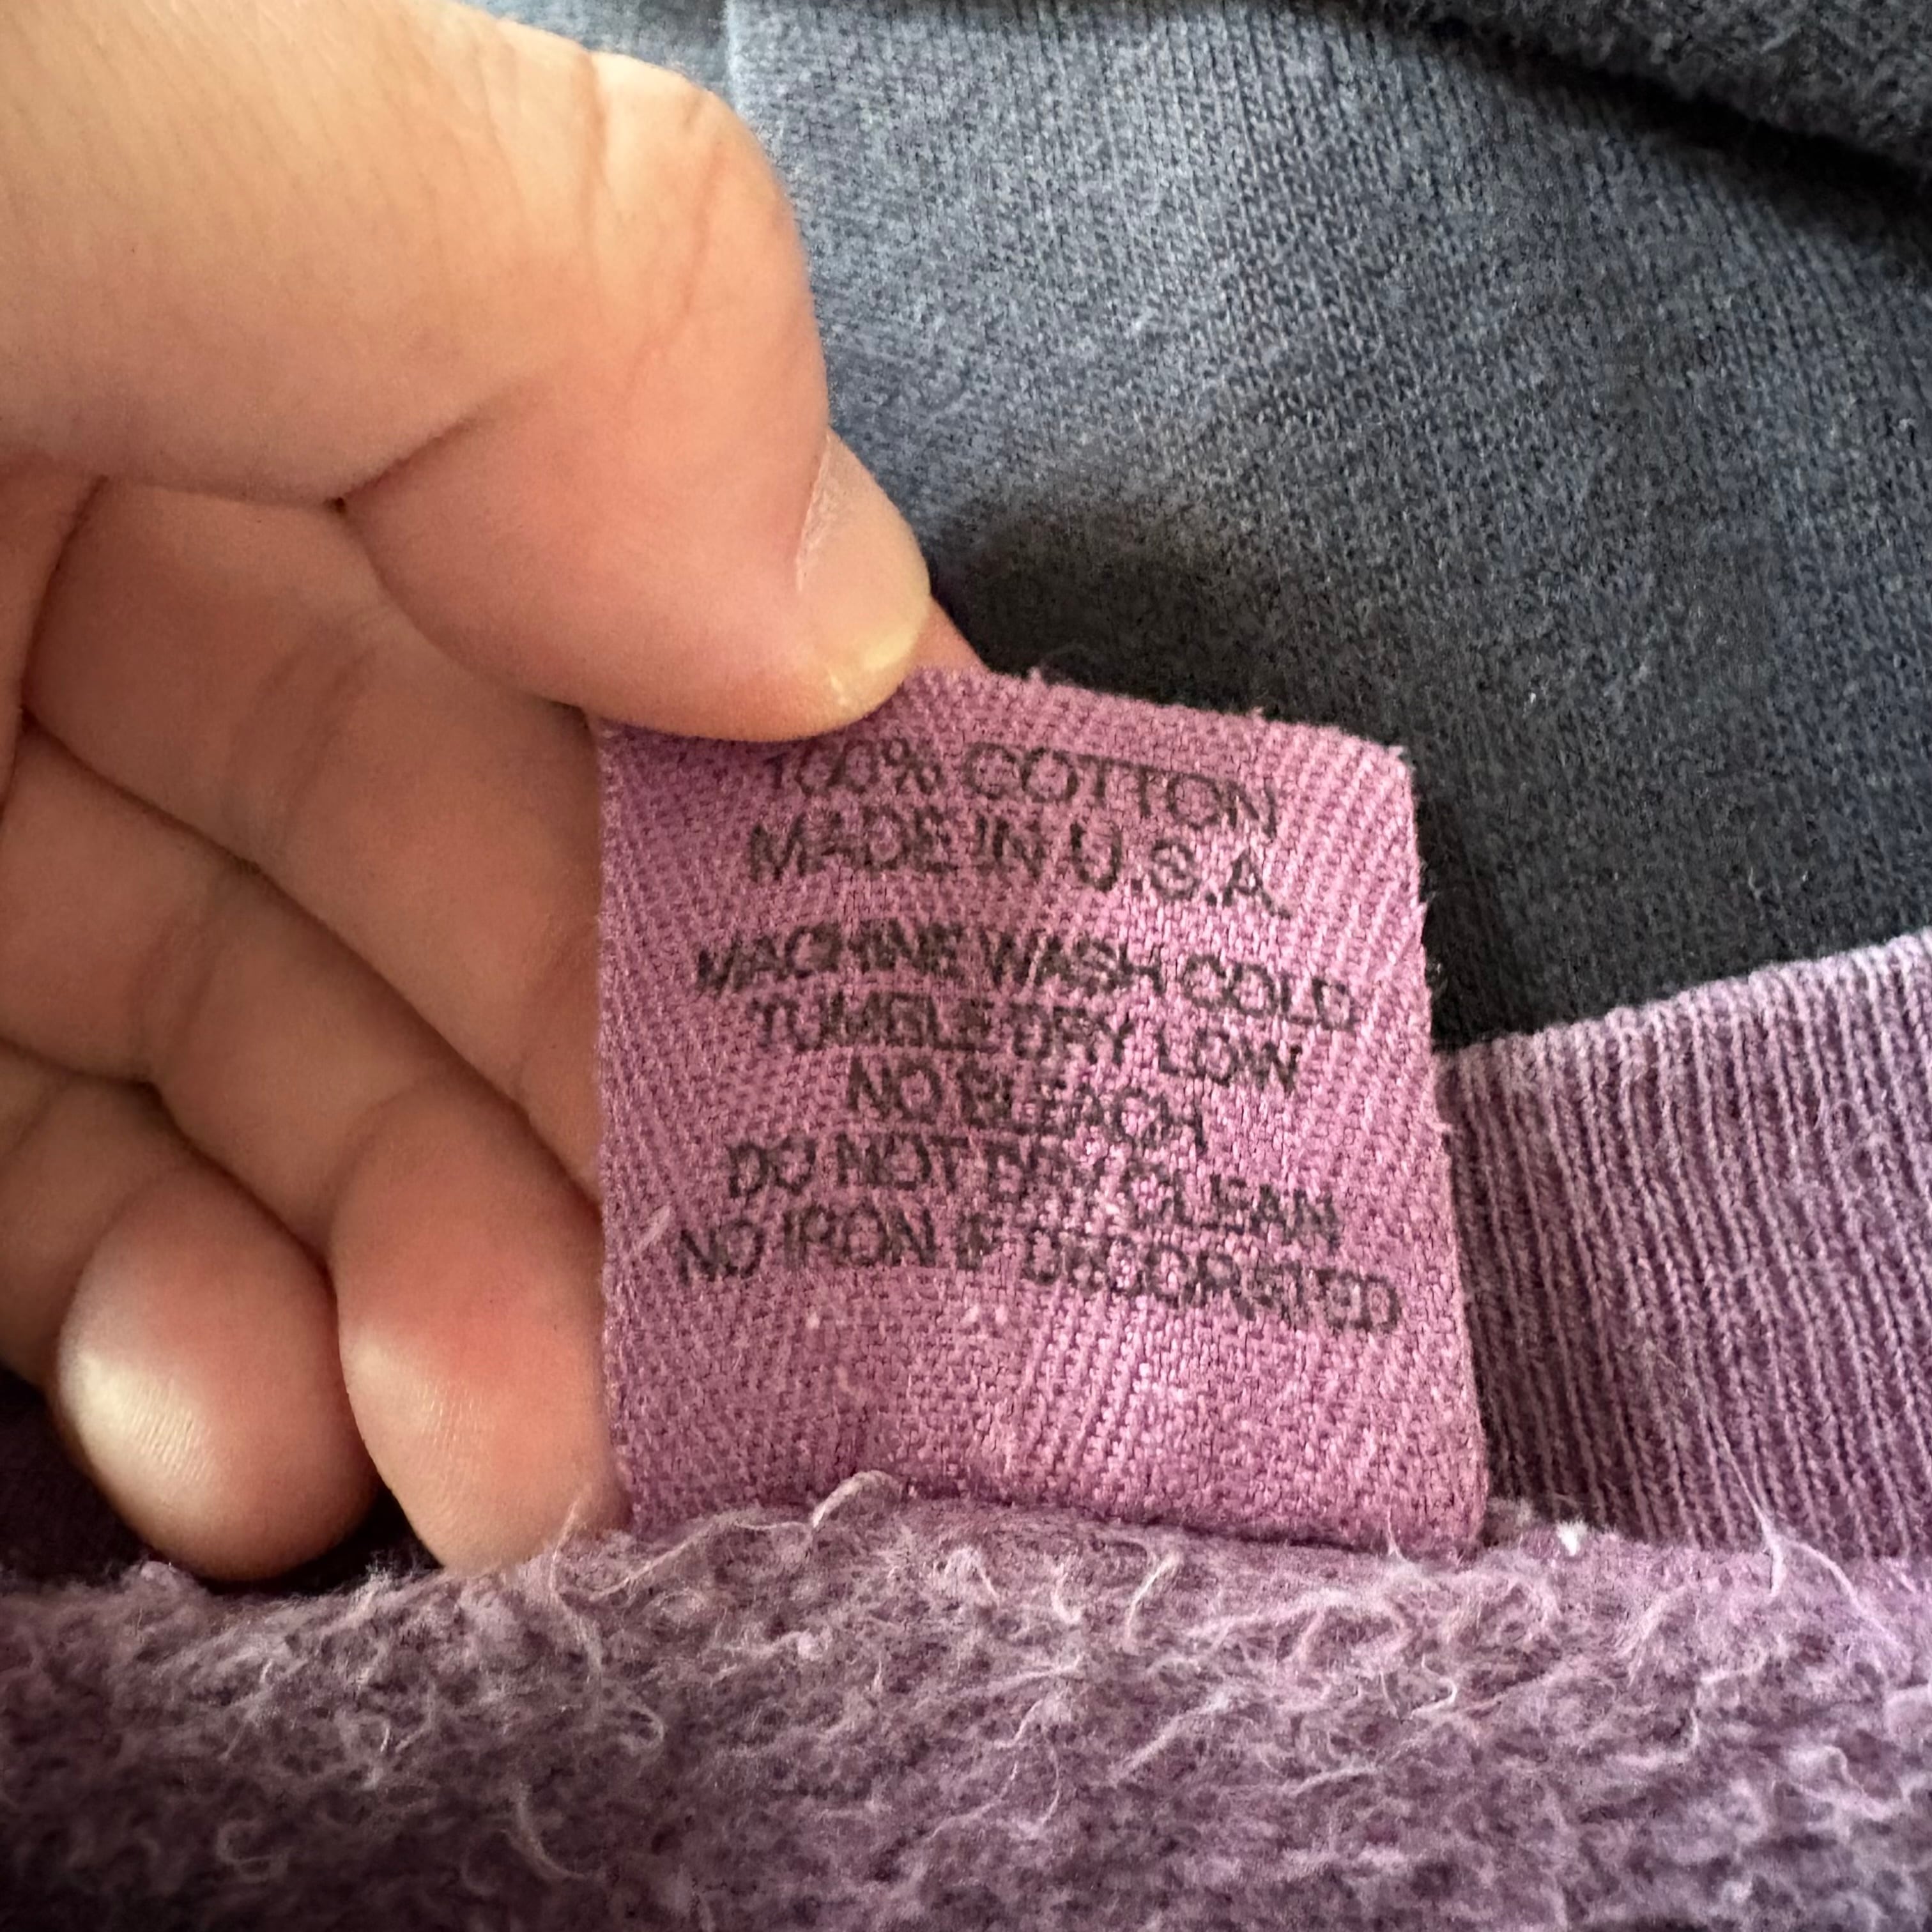 100% COTTON
MADE IN U.S.A.
MACHINE WASH COLD
TUMBLE DRY LOW
NO BLEACH
DO NOT DRY CLEAN
NO IRON IF DECORATED